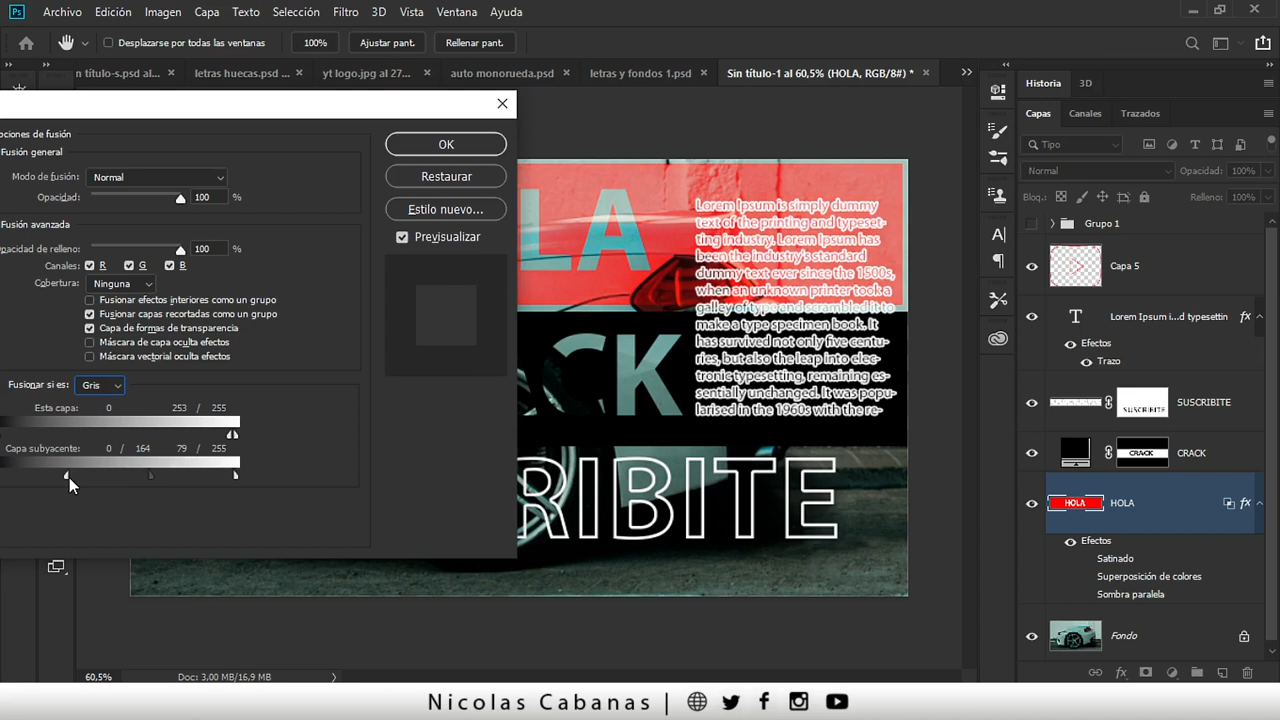 Ps Archivo Edición Imagen Capa Texto Selección Filtro 3D Vista Ventana Ayuda
Desplazarse por todas las ventanas 100% Ajustar pant. Rellenar pant.
n título-s.psd al... letras huecas.psd ... yt logo.jpg al 27... auto monorueda.psd ... letras y fondos 1.psd... Sin título-1 al 60,5% (HOLA, RGB/8#) *
Historia 3D
Capas Canales Trazados
Tipo
Normal Opacidad: 100%
Bloq.: Relleno: 100%
Grupo 1
Capa 5
Lorem Ipsum i...d typesettin fx
Efectos
Trazo
SUSCRIBITE SUSCRIBITE
CRACK CRACK
HOLA HOLA fx
Efectos
Satinado
Superposición de colores
Sombra paralela
Fondo
ciones de fusión
Fusión general
Modo de fusión: Normal
Opacidad: 100 %
Fusión avanzada
pacidad de relleno: 100 %
Canales: R G B
Cobertura: Ninguna
Fusionar efectos interiores como un grupo
Fusionar capas recortadas como un grupo
Capa de formas de transparencia
Máscara de capa oculta efectos
Máscara vectorial oculta efectos
Fusionar si es: Gris
Esta capa: 0 253 / 255
Capa subyacente: 0 / 164 79 / 255
OK
Restaurar
Estilo nuevo...
Previsualizar
LA
ACK
RIBITE
Lorem Ipsum is simply dummy
text of the printing and typeset-
ting industry. Lorem Ipsum has
been the industry's standard
dummy text ever since the 1500s,
when an unknown printer took a
galley of type and scrambled it to
make a type specimen book. It
has survived not only five centu-
ries, but also the leap into elec-
tronic typesetting, remaining es-
sentially unchanged. It was popu-
larised in the 1960s with the re-
60,5% Doc: 3,00 MB/16,9 MB
Nicolas Cabanas |